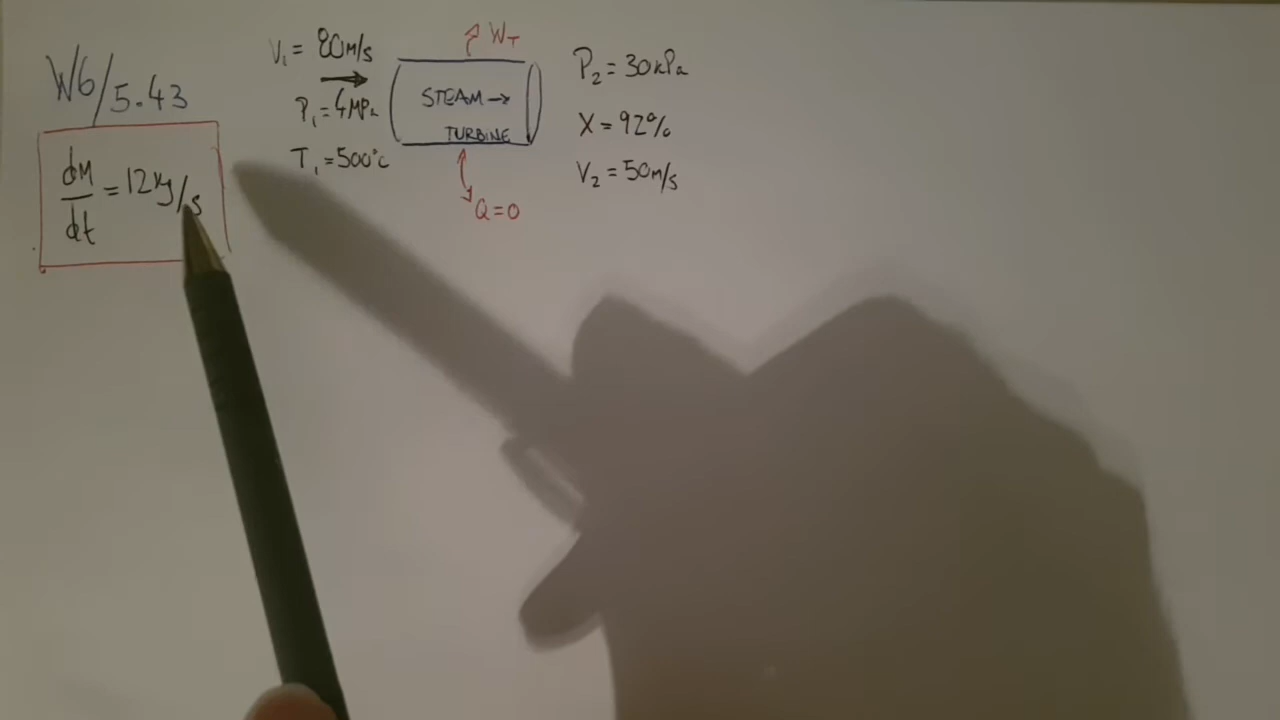 W6/5.43
dM/dt = 12kg/s
V₁ = 80m/s
P₁ = 4MPa
T₁ = 500°C
W_T
STEAM →
TURBINE
Q = 0
P₂ = 30kPa
X = 92%
V₂ = 50m/s